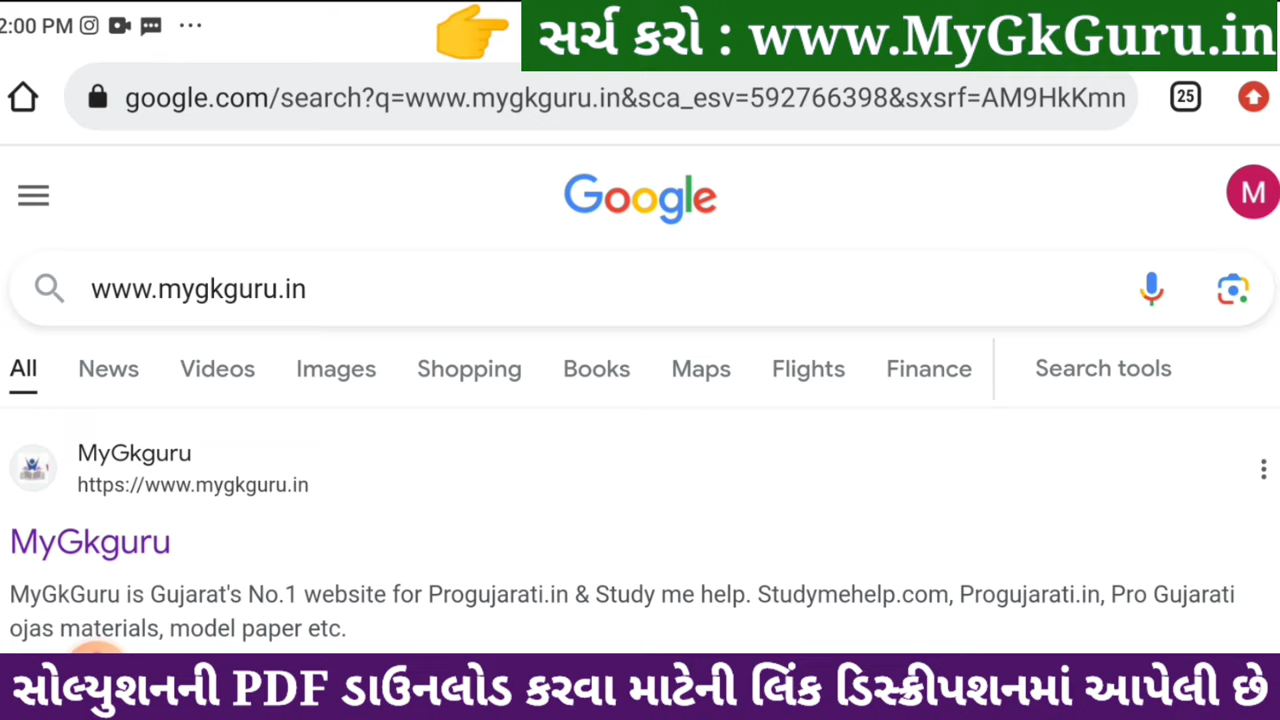 2:00 PM
👉 સર્ચ કરો : www.MyGkGuru.in
google.com/search?q=www.mygkguru.in&sca_esv=592766398&sxsrf=AM9HkKmn
25
Google
M
www.mygkguru.in
All News Videos Images Shopping Books Maps Flights Finance Search tools
MyGkguru
https://www.mygkguru.in
MyGkguru
MyGkGuru is Gujarat's No.1 website for Progujarati.in & Study me help. Studymehelp.com, Progujarati.in, Pro Gujarati
ojas materials, model paper etc.
સોલ્યુશનની PDF ડાઉનલોડ કરવા માટેની લિંક ડિસ્ક્રીપશનમાં આપેલી છે